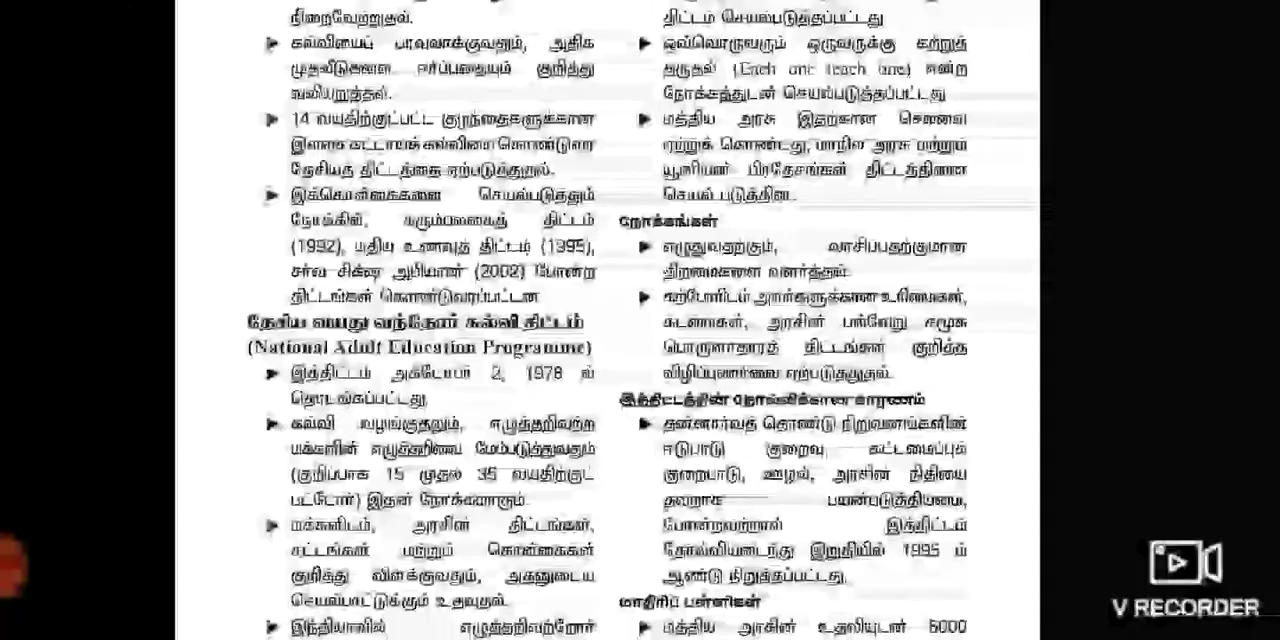 நிறைவேற்றுதல்.
➤ கல்வியைப் பரவலாக்குவதும், அதிக
முதலீடுகளை ஈர்ப்பதையும் குறித்து
வலியுறுத்தல்.
➤ 14 வயதிற்குட்பட்ட குழந்தைகளுக்கான
இலவச கட்டாயக் கல்வியை கொண்டுவர
தேசியத் திட்டத்தை ஏற்படுத்துதல்.
➤ இக்கொள்கைகளை செயல்படுத்தும்
நோக்கில், கரும்பலகைத் திட்டம்
(1992), மதிய உணவுத் திட்டம் (1995),
சர்வ சிக்ஷ அபியான் (2002) போன்ற
திட்டங்கள் கொண்டுவரப்பட்டன
தேசிய வயது வந்தோர் கல்வி திட்டம்
(National Adult Education Programme)
➤ இத்திட்டம் அக்டோபர் 2, 1978 ல்
தொடங்கப்பட்டது
➤ கல்வி வழங்குதலும், எழுத்தறிவற்ற
மக்களின் எழுத்தறிவை மேம்படுத்துவதும்
(குறிப்பாக 15 முதல் 35 வயதிற்குட்
பட்டோர்) இதன் நோக்கமாகும்.
➤ மக்களிடம், அரசின் திட்டங்கள்,
சட்டங்கள் மற்றும் கொள்கைகள்
குறித்து விளக்குவதும், அதனுடைய
செயல்பாட்டுக்கும் உதவுதல்.
➤ இந்தியாவில் எழுத்தறிவற்றோர்
திட்டம் செயல்படுத்தப்பட்டது
➤ ஒவ்வொருவரும் ஒருவருக்கு கற்றுத்
தருதல் (Each one teach one) என்ற
நோக்கத்துடன் செயல்படுத்தப்பட்டது
➤ மத்திய அரசு இதற்கான செலவை
ஏற்றுக் கொண்டது, மாநில அரசு மற்றும்
யூனியன் பிரதேசங்கள் திட்டத்தினை
செயல் படுத்தின.
நோக்கங்கள்
➤ எழுதுவதற்கும், வாசிப்பதற்குமான
திறமைகளை வளர்த்தல்
➤ கற்போரிடம் அவர்களுக்கான உரிமைகள்,
கடமைகள், அரசின் பல்வேறு சமூக
பொருளாதாரத் திட்டங்கள் குறித்த
விழிப்புணர்வை ஏற்படுத்துதல்.
இத்திட்டத்தின் தோல்விக்கான காரணம்
➤ தன்னார்வத் தொண்டு நிறுவனங்களின்
ஈடுபாடு குறைவு, கட்டமைப்புக்
குறைபாடு, ஊழல், அரசின் நிதியை
தவறாக பயன்படுத்தியமை,
போன்றவற்றால் இத்திட்டம்
தோல்வியடைந்து இறுதியில் 1995 ம்
ஆண்டு நிறுத்தப்பட்டது.
மாதிரிப் பள்ளிகள்
➤ மத்திய அரசின் உதவியுடன் 6000
V RECORDER